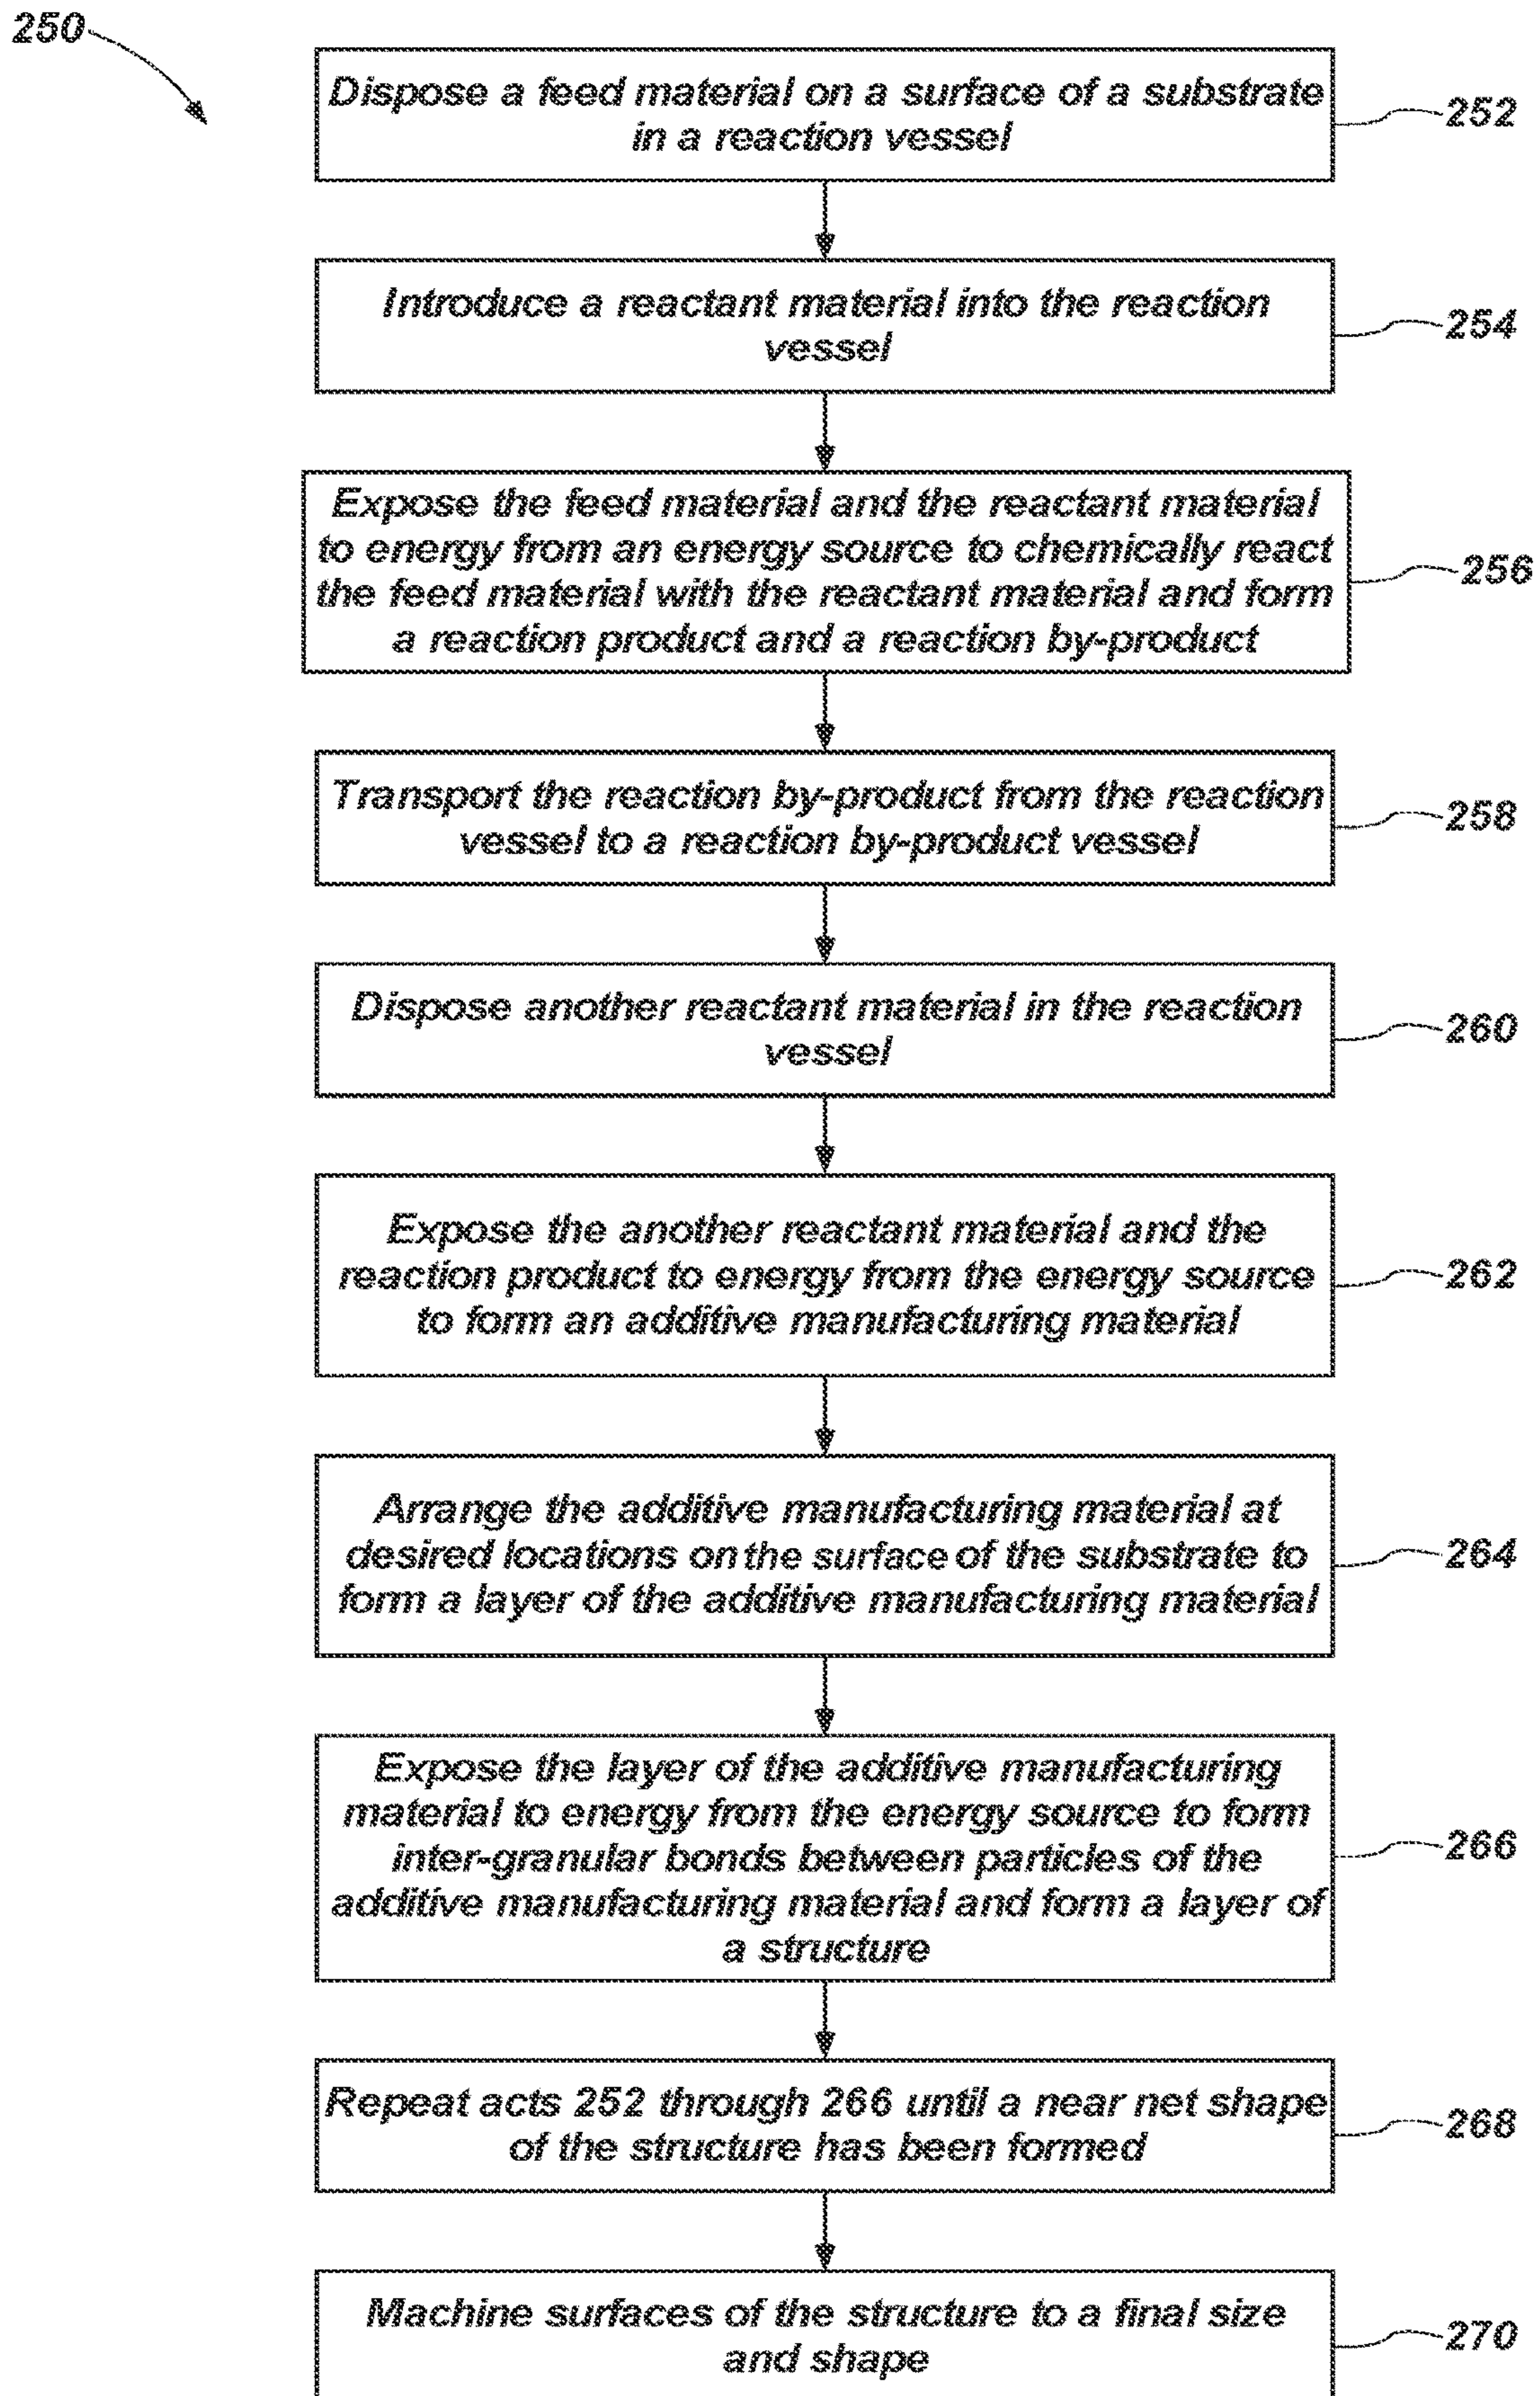 250
Dispose a feed material on a surface of a substrate
in a reaction vessel
252
Introduce a reactant material into the reaction
vessel
254
Expose the feed material and the reactant material
to energy from an energy source to chemically react
the feed material with the reactant material and form
a reaction product and a reaction by-product
256
Transport the reaction by-product from the reaction
vessel to a reaction by-product vessel
258
Dispose another reactant material in the reaction
vessel
260
Expose the another reactant material and the
reaction product to energy from the energy source
to form an additive manufacturing material
262
Arrange the additive manufacturing material at
desired locations on the surface of the substrate to
form a layer of the additive manufacturing material
264
Expose the layer of the additive manufacturing
material to energy from the energy source to form
inter-granular bonds between particles of the
additive manufacturing material and form a layer of
a structure
266
Repeat acts 252 through 266 until a near net shape
of the structure has been formed
268
Machine surfaces of the structure to a final size
and shape
270